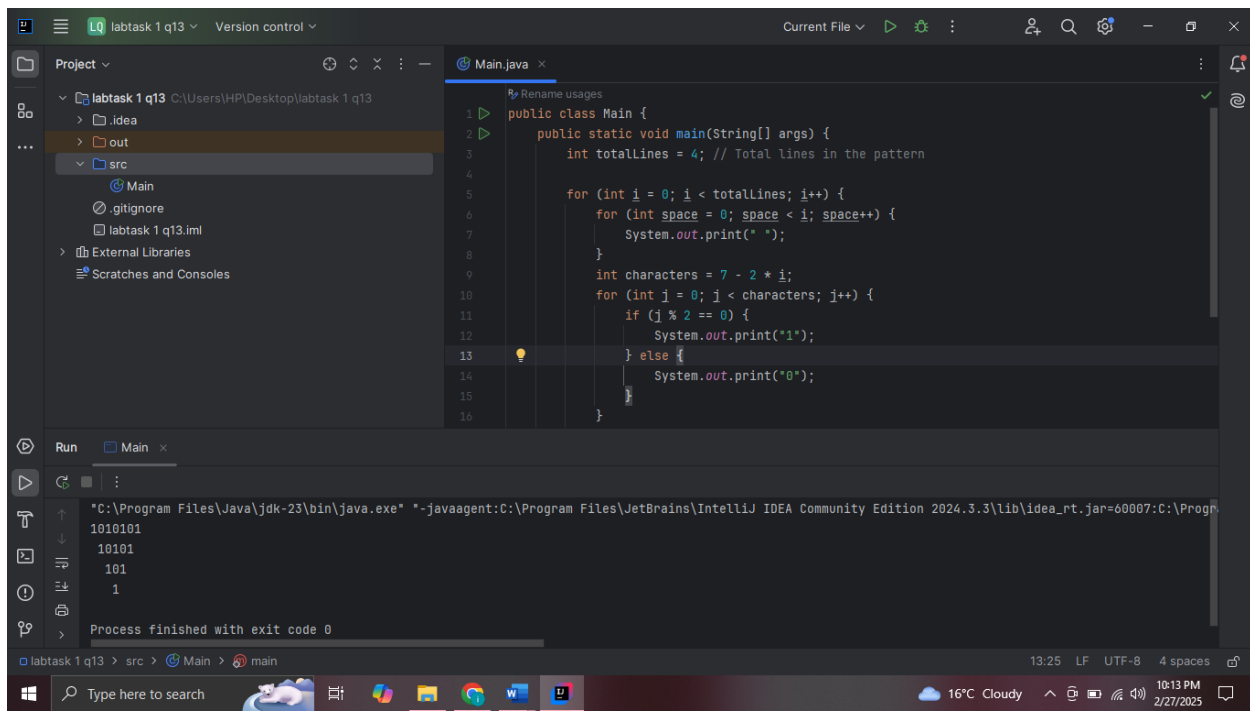 LQ labtask 1 q13 Version control Current File
Project Main.java
labtask 1 q13 C:\Users\HP\Desktop\labtask 1 q13
.idea
out
src
Main
.gitignore
labtask 1 q13.iml
External Libraries
Scratches and Consoles
Rename usages
1 public class Main {
2     public static void main(String[] args) {
3         int totalLines = 4; // Total lines in the pattern
4
5         for (int i = 0; i < totalLines; i++) {
6             for (int space = 0; space < i; space++) {
7                 System.out.print(" ");
8             }
9             int characters = 7 - 2 * i;
10             for (int j = 0; j < characters; j++) {
11                 if (j % 2 == 0) {
12                     System.out.print("1");
13                 } else {
14                     System.out.print("0");
15                 }
16             }
Run Main
"C:\Program Files\Java\jdk-23\bin\java.exe" "-javaagent:C:\Program Files\JetBrains\IntelliJ IDEA Community Edition 2024.3.3\lib\idea_rt.jar=60007:C:\Progr
1010101
 10101
  101
   1
Process finished with exit code 0
labtask 1 q13 > src > Main > main 13:25 LF UTF-8 4 spaces
Type here to search 16°C Cloudy 10:13 PM
2/27/2025